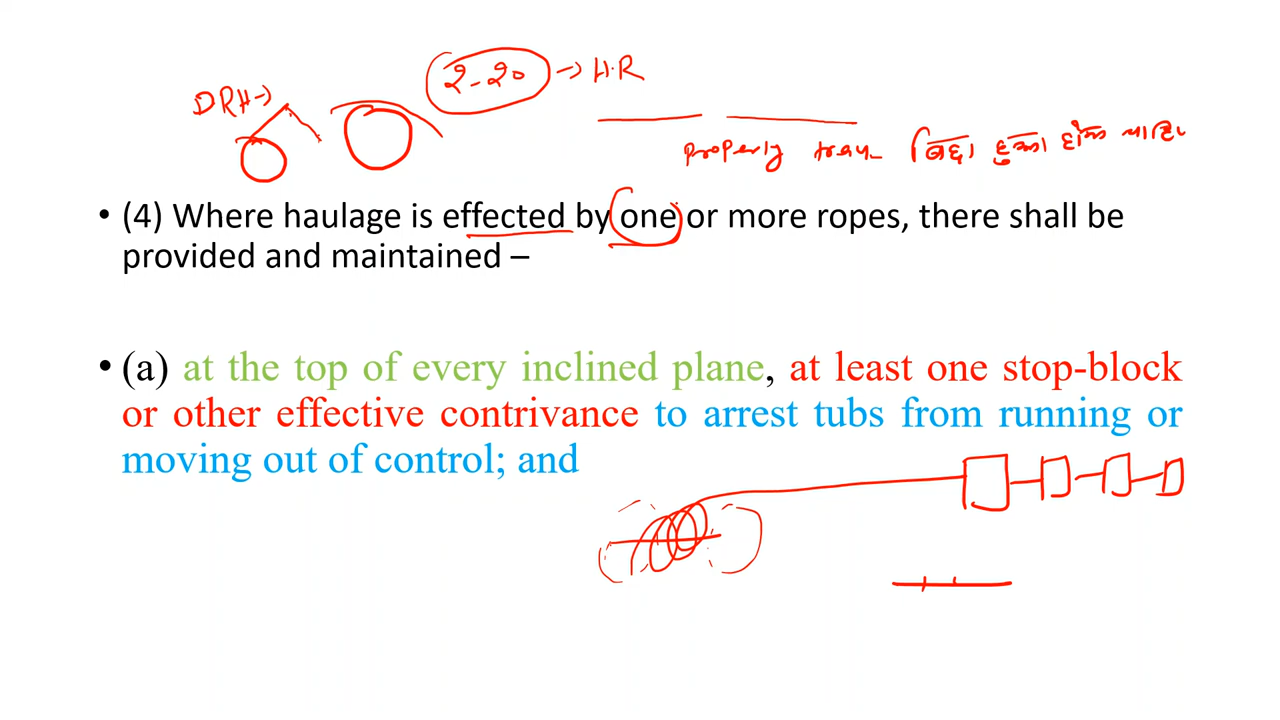 2-20 → H.R
DRH→
properly बिछा हुआ होना चाहिए
• (4) Where haulage is effected by one or more ropes, there shall be
provided and maintained –
• (a) at the top of every inclined plane, at least one stop-block
or other effective contrivance to arrest tubs from running or
moving out of control; and